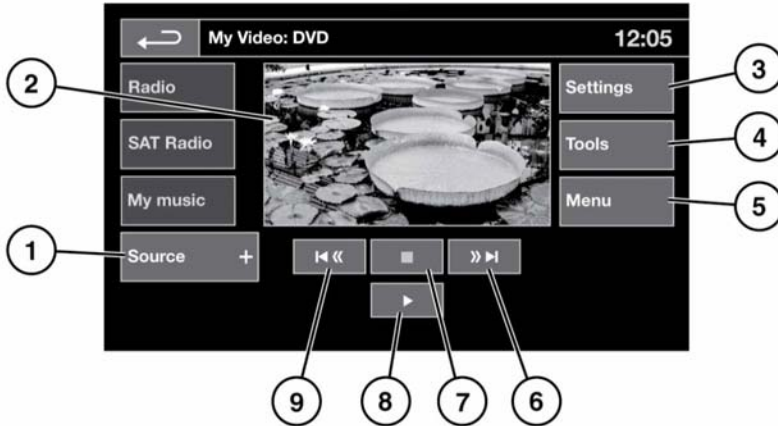 My Video: DVD 12:05
2
3
Radio
Settings
SAT Radio
Tools
4
My music
Menu
5
1
Source +
9
8
7
6